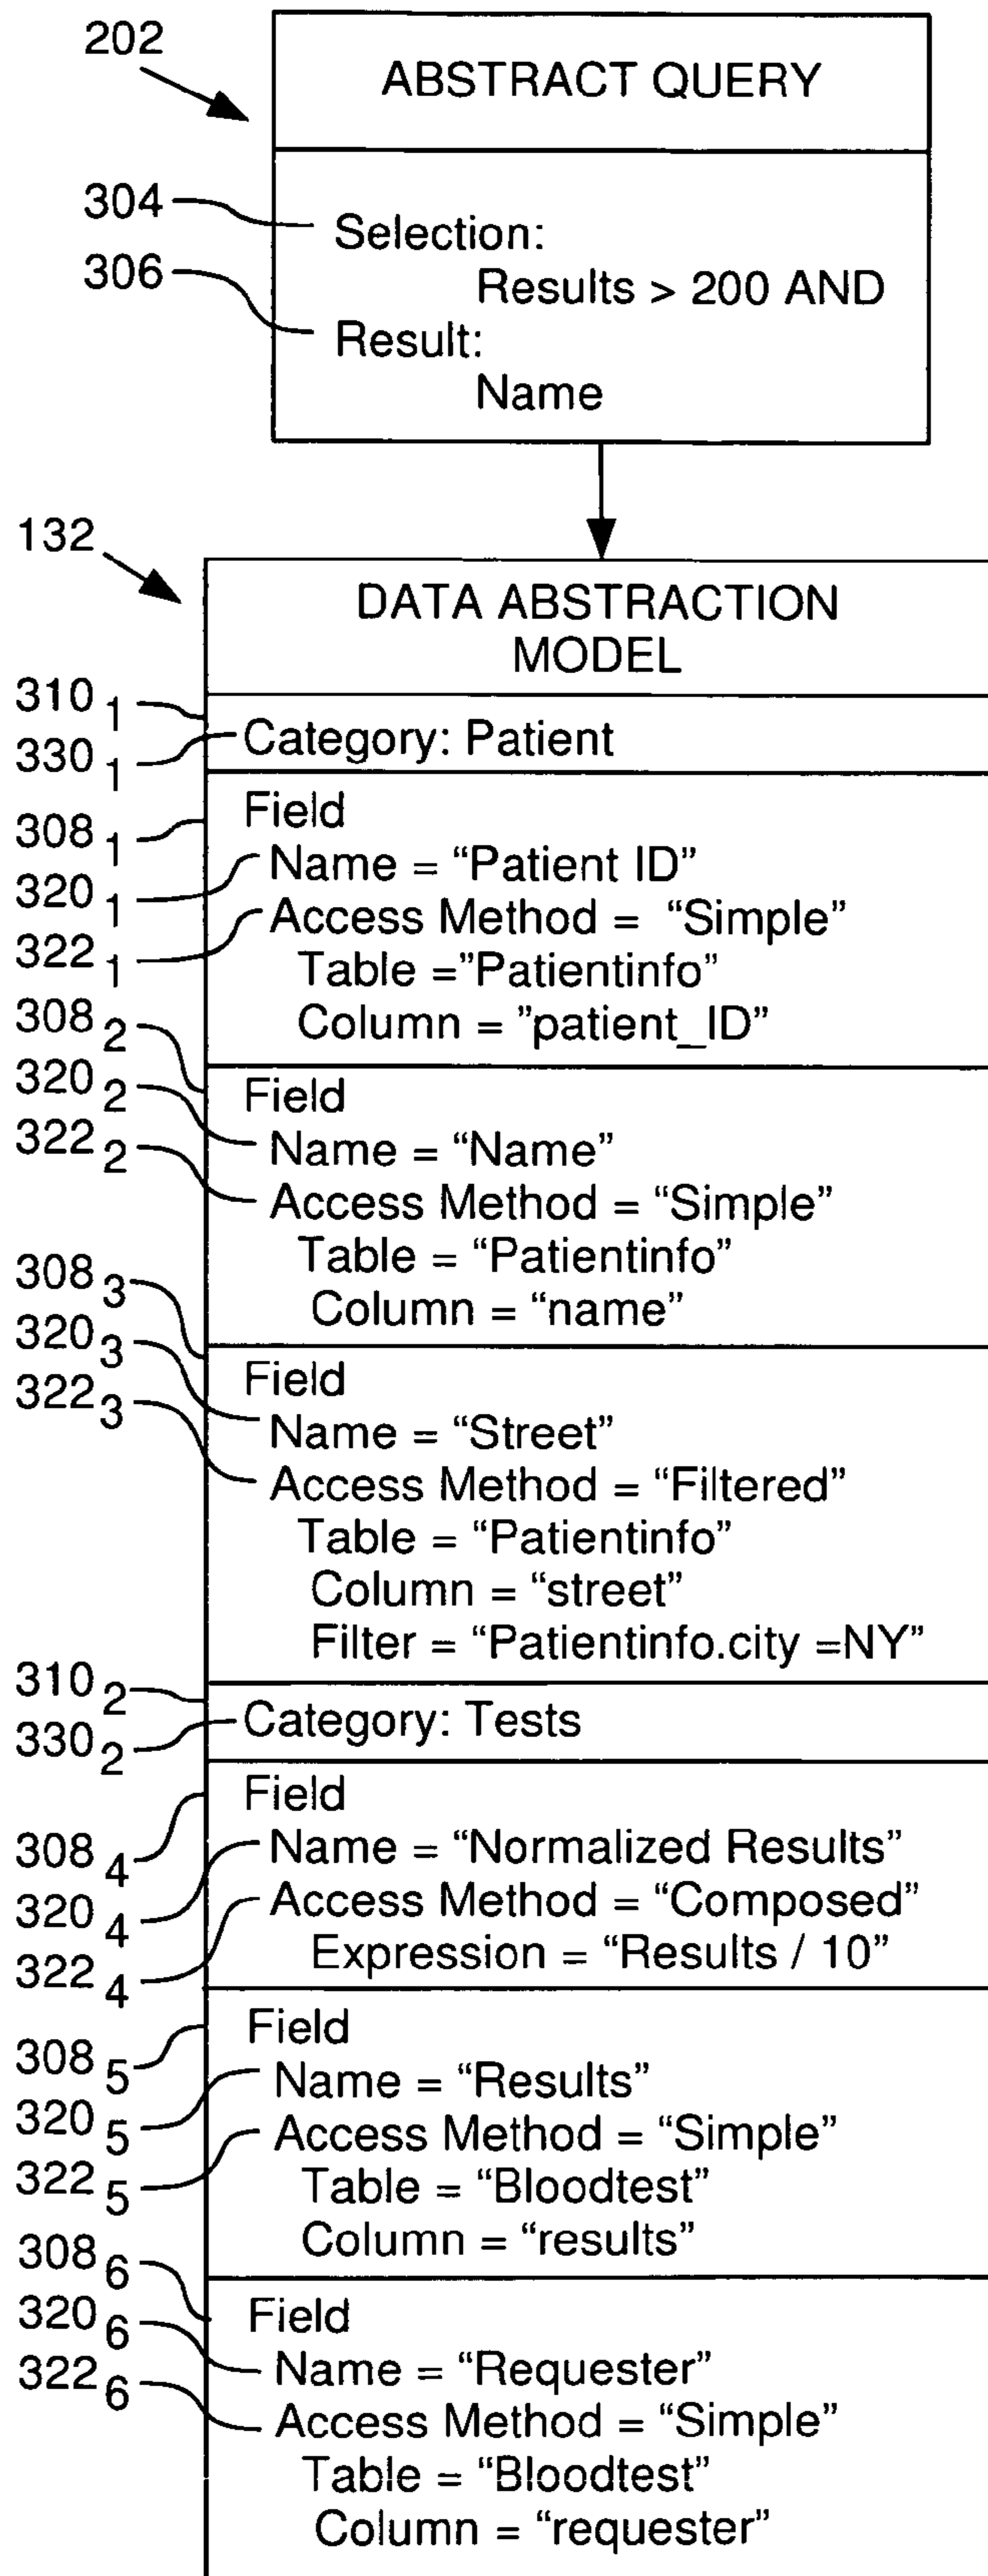 202
ABSTRACT QUERY
304
Selection:
Results > 200 AND
306
Result:
Name
132
DATA ABSTRACTION
MODEL
310 1
330 1
Category: Patient
308 1
Field
320 1
Name = “Patient ID”
322 1
Access Method = “Simple”
Table =”Patientinfo”
Column = ”patient_ID”
308 2
Field
320 2
Name = “Name”
322 2
Access Method = “Simple”
Table = “Patientinfo”
Column = “name”
308 3
Field
320 3
Name = “Street”
322 3
Access Method = “Filtered”
Table = “Patientinfo”
Column = “street”
Filter = “Patientinfo.city =NY”
310 2
330 2
Category: Tests
308 4
Field
320 4
Name = “Normalized Results”
322 4
Access Method = “Composed”
Expression = “Results / 10”
308 5
Field
320 5
Name = “Results”
322 5
Access Method = “Simple”
Table = “Bloodtest”
Column = “results”
308 6
Field
320 6
Name = “Requester”
322 6
Access Method = “Simple”
Table = “Bloodtest”
Column = “requester”